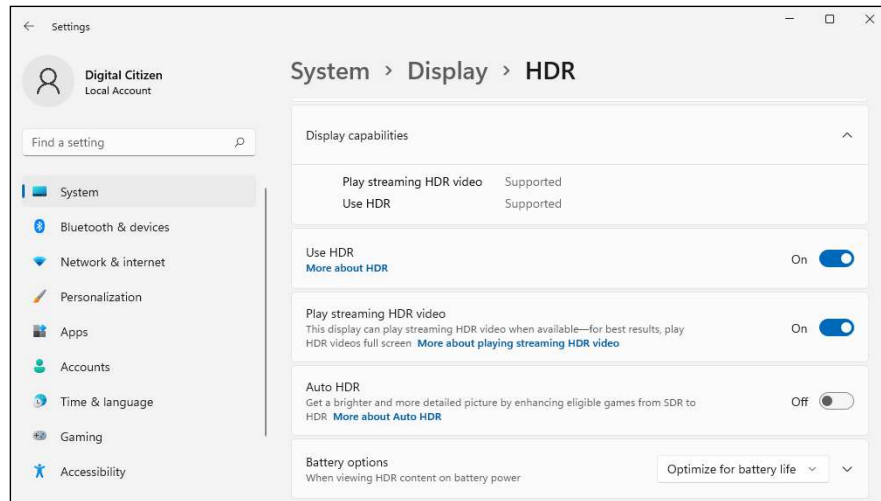 Settings
Digital Citizen
Local Account
Find a setting
System
Bluetooth & devices
Network & internet
Personalization
Apps
Accounts
Time & language
Gaming
Accessibility
System > Display > HDR
Display capabilities
Play streaming HDR video Supported
Use HDR Supported
Use HDR
More about HDR
On
Play streaming HDR video
This display can play streaming HDR video when available—for best results, play
HDR videos full screen More about playing streaming HDR video
On
Auto HDR
Get a brighter and more detailed picture by enhancing eligible games from SDR to
HDR More about Auto HDR
Off
Battery options
When viewing HDR content on battery power
Optimize for battery life